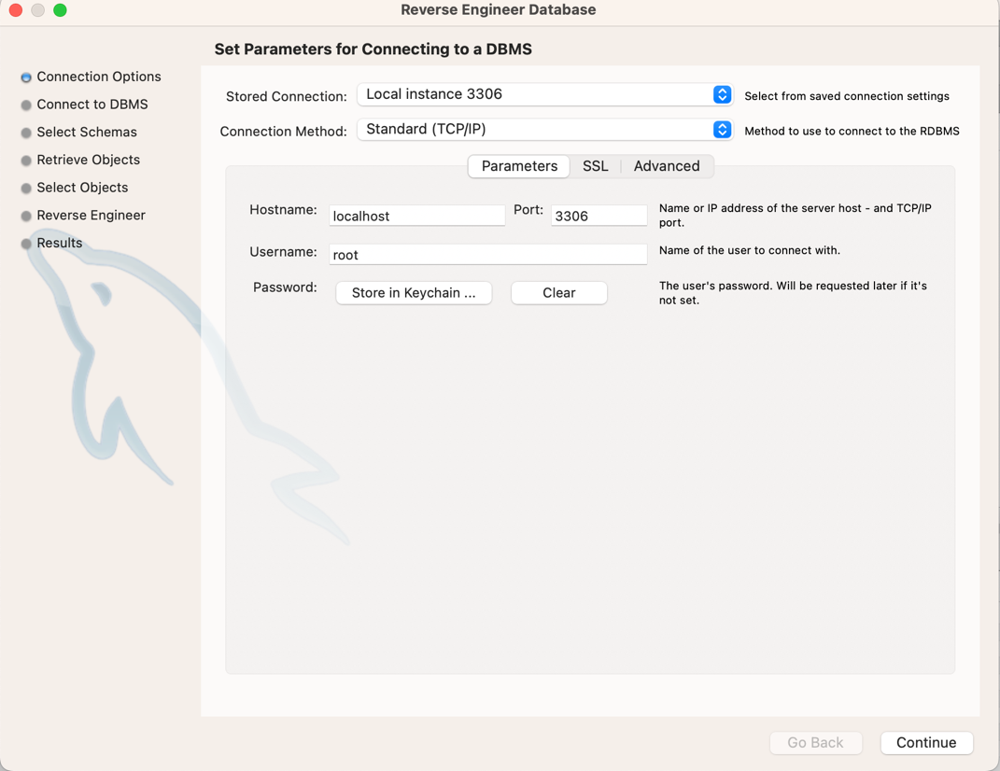 Reverse Engineer Database
Set Parameters for Connecting to a DBMS
Connection Options
Connect to DBMS
Select Schemas
Retrieve Objects
Select Objects
Reverse Engineer
Results
Stored Connection: Local instance 3306 Select from saved connection settings
Connection Method: Standard (TCP/IP) Method to use to connect to the RDBMS
Parameters SSL Advanced
Hostname: localhost Port: 3306 Name or IP address of the server host - and TCP/IP
port.
Username: root Name of the user to connect with.
Password: Store in Keychain ... Clear The user's password. Will be requested later if it's
not set.
Go Back Continue